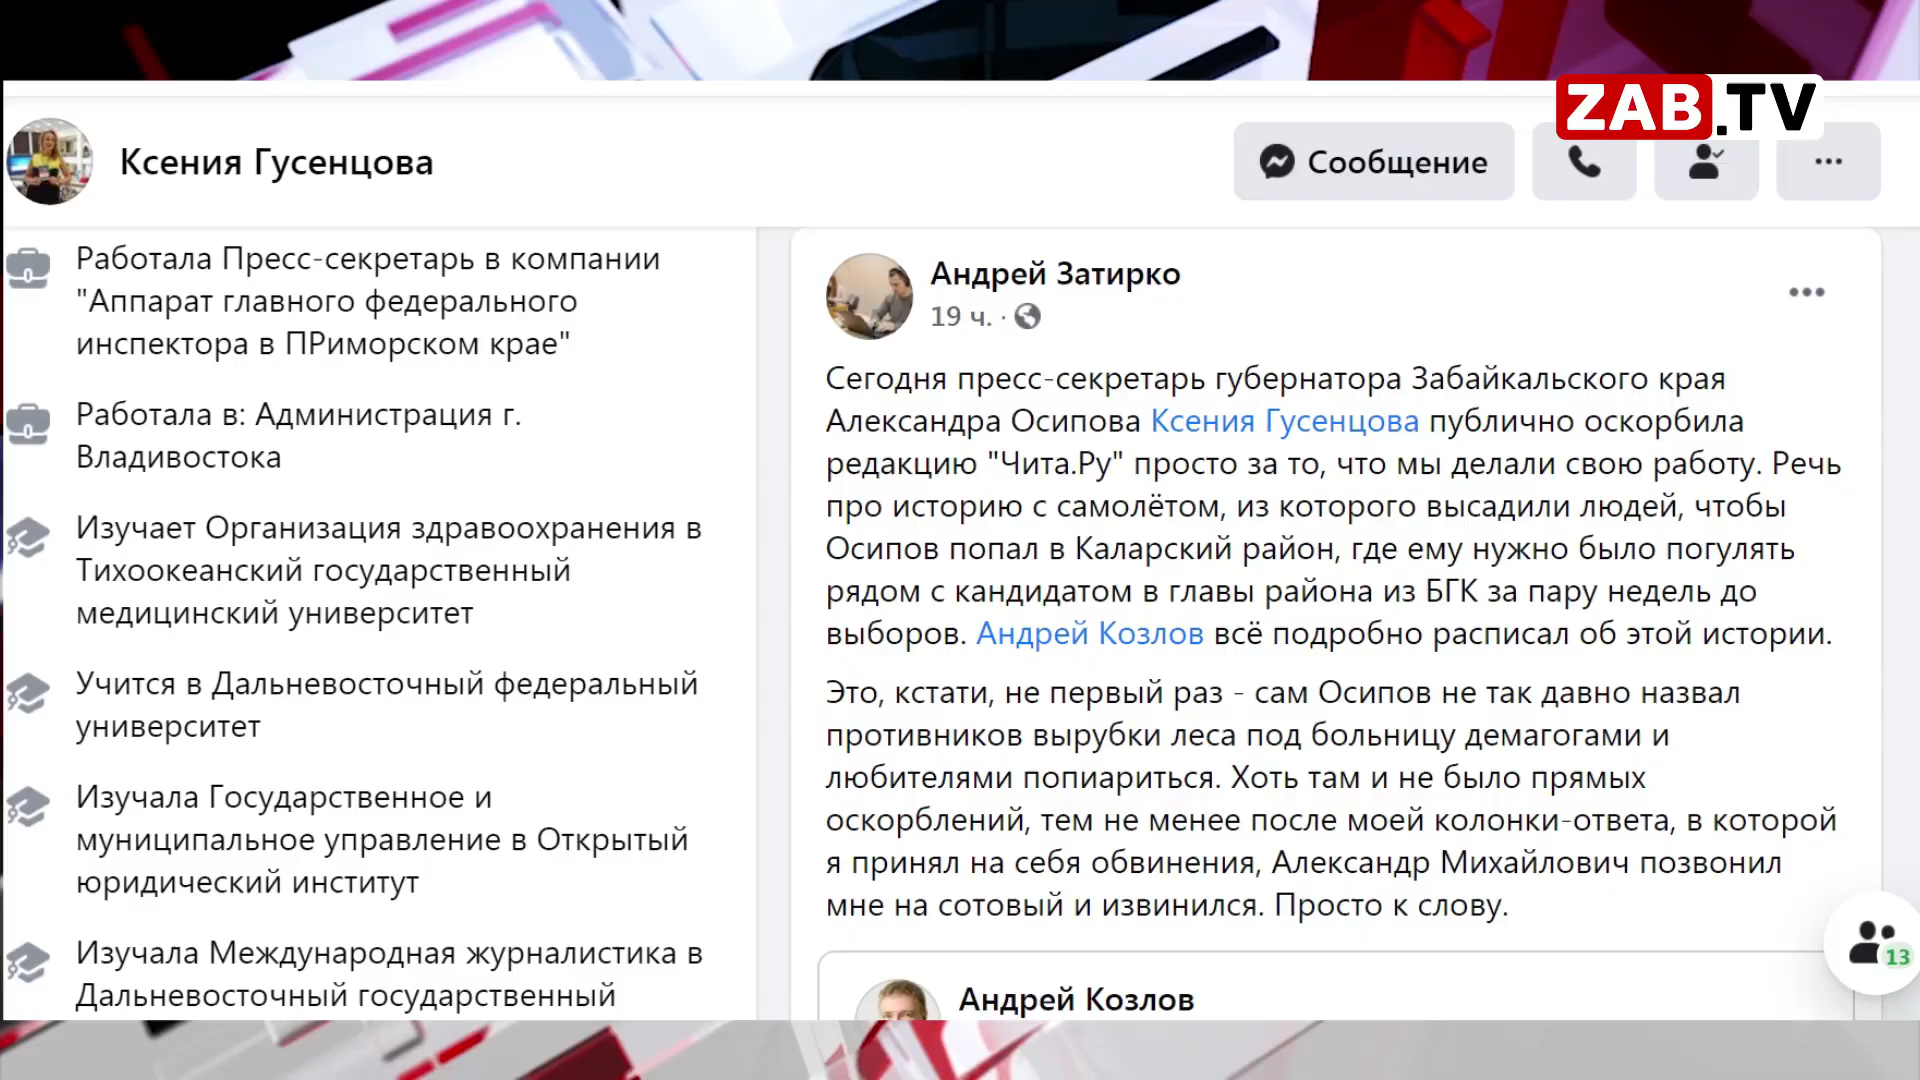 ZAB.TV
Ксения Гусенцова
Сообщение
Работала Пресс-секретарь в компании
"Аппарат главного федерального
инспектора в ПРиморском крае"
Работала в: Администрация г.
Владивостока
Изучает Организация здравоохранения в
Тихоокеанский государственный
медицинский университет
Учится в Дальневосточный федеральный
университет
Изучала Государственное и
муниципальное управление в Открытый
юридический институт
Изучала Международная журналистика в
Дальневосточный государственный
Андрей Затирко
19 ч. ·
Сегодня пресс-секретарь губернатора Забайкальского края
Александра Осипова Ксения Гусенцова публично оскорбила
редакцию "Чита.Ру" просто за то, что мы делали свою работу. Речь
про историю с самолётом, из которого высадили людей, чтобы
Осипов попал в Каларский район, где ему нужно было погулять
рядом с кандидатом в главы района из БГК за пару недель до
выборов. Андрей Козлов всё подробно расписал об этой истории.
Это, кстати, не первый раз - сам Осипов не так давно назвал
противников вырубки леса под больницу демагогами и
любителями попиариться. Хоть там и не было прямых
оскорблений, тем не менее после моей колонки-ответа, в которой
я принял на себя обвинения, Александр Михайлович позвонил
мне на сотовый и извинился. Просто к слову.
13
Андрей Козлов